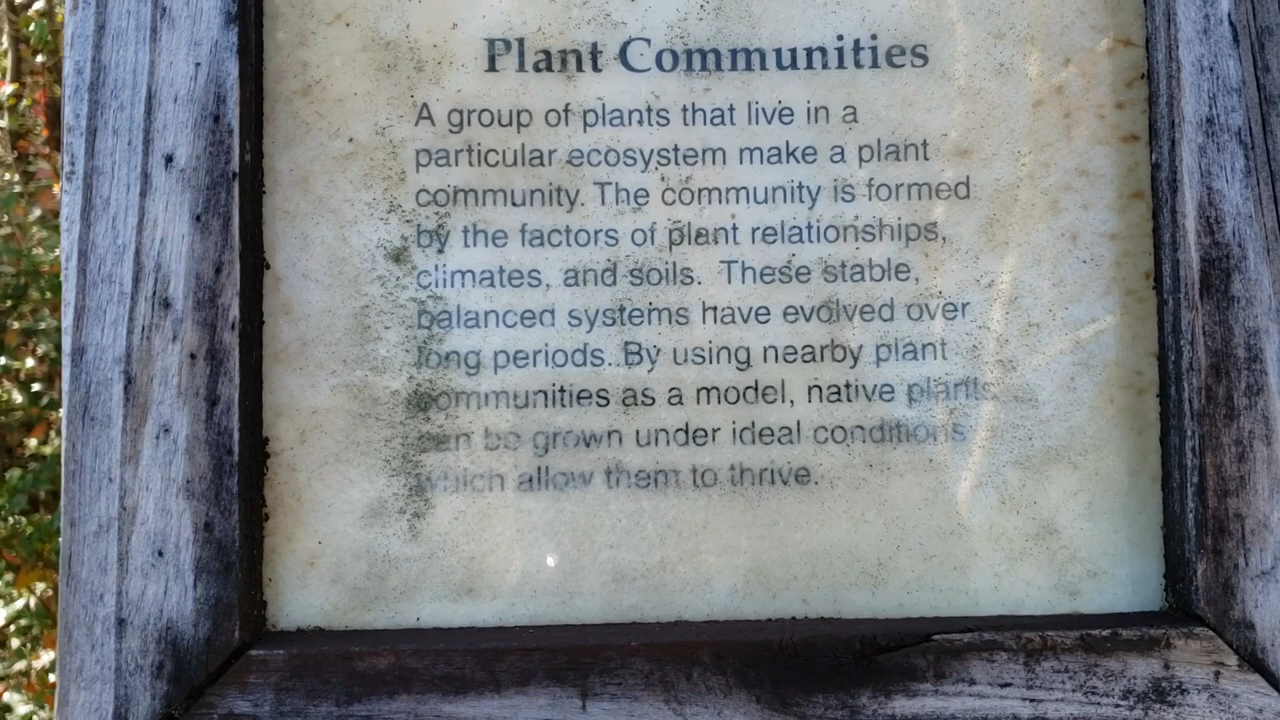 Plant Communities
A group of plants that live in a
particular ecosystem make a plant
community. The community is formed
by the factors of plant relationships,
climates, and soils. These stable,
balanced systems have evolved over
long periods. By using nearby plant
communities as a model, native plants
can be grown under ideal conditions
which allow them to thrive.